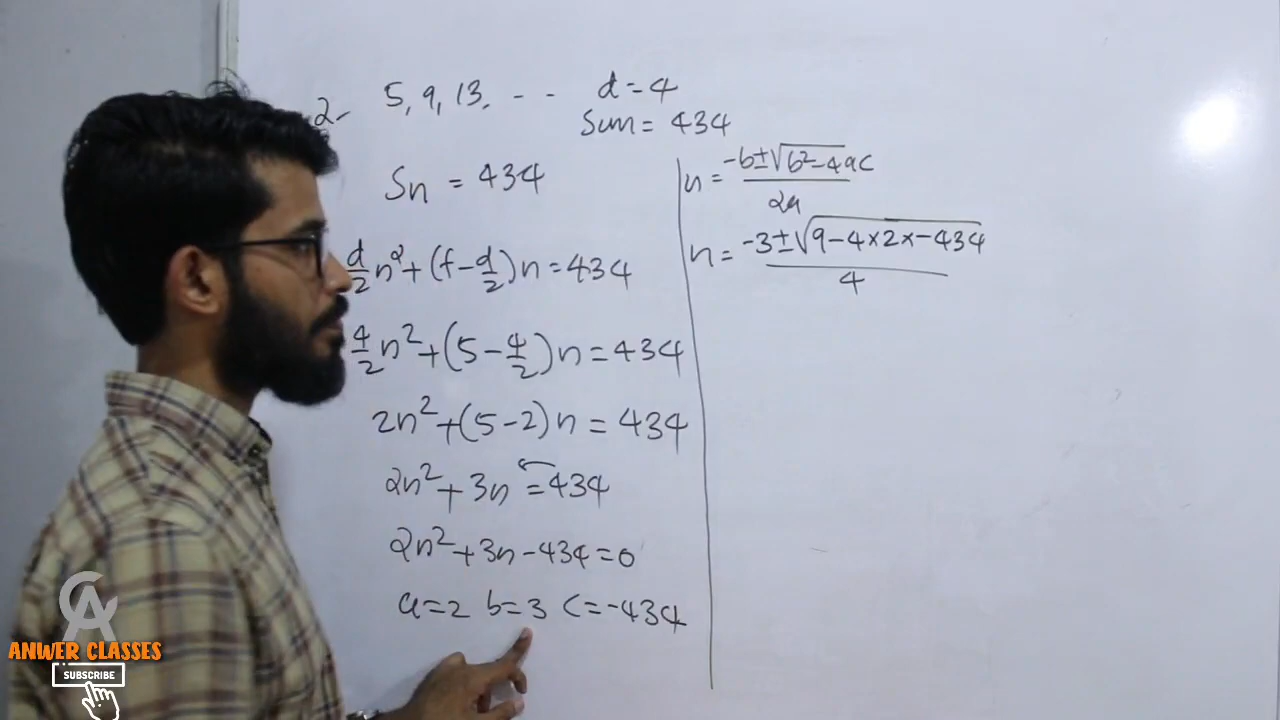 2- 5, 9, 13, - - d = 4
Sum = 434
Sn = 434
d/2 n² + (f - d/2)n = 434
4/2 n² + (5 - 4/2)n = 434
2n² + (5 - 2)n = 434
2n² + 3n = 434
2n² + 3n - 434 = 0
a = 2 b = 3 c = -434
n = -b ± √b² - 4ac / 2a
n = -3 ± √9 - 4 × 2 × -434 / 4
CA
ANWER CLASSES
SUBSCRIBE